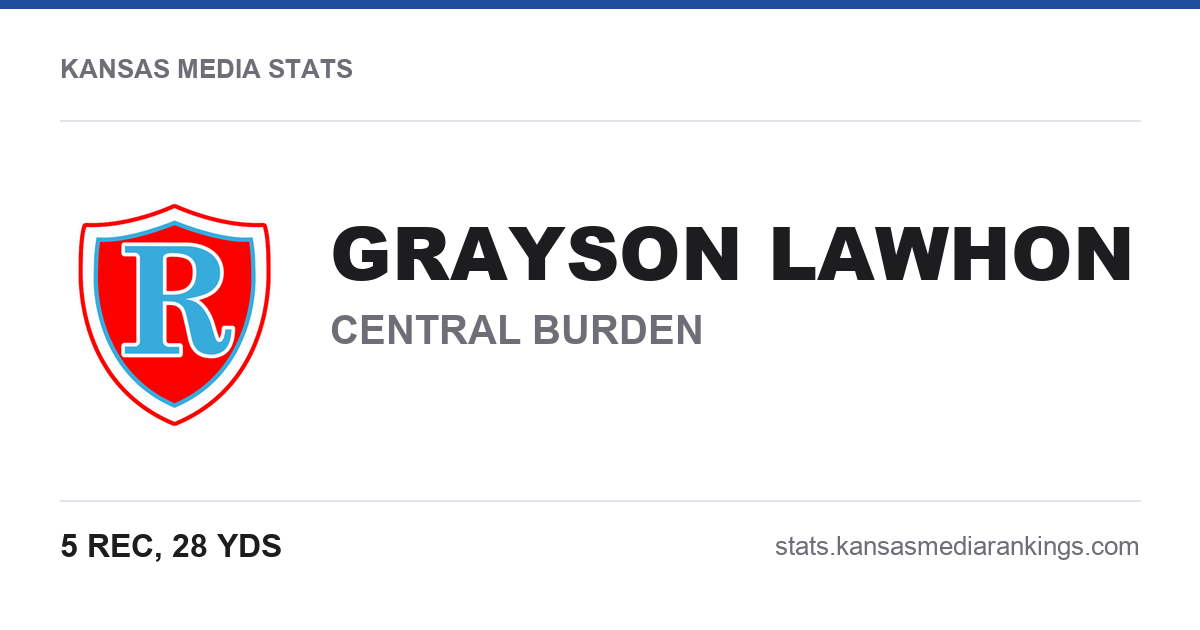 KANSAS MEDIA STATS
R
GRAYSON LAWHON
CENTRAL BURDEN
5 REC, 28 YDS
stats.kansasmediarankings.com